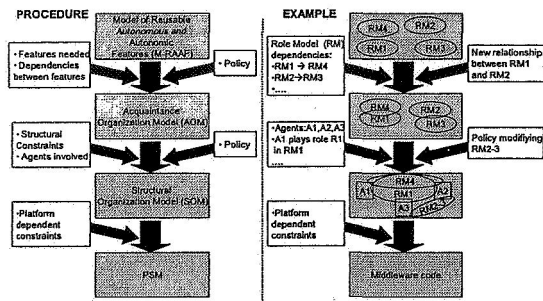 PROCEDURE
Model of Reusable
Autonomous and
Autonomic
Features (M-RAAF)
•Features needed
•Dependencies
between features
•Policy
Acquaintance
Organization Model (AOM)
•Structural
Constraints
•Agents involved
•Policy
Structural
Organization Model (SOM)
•Platform
dependent
constraints
PSM
EXAMPLE
RM4
RM2
RM1
RM3
Role Model (RM)
dependencies:
•RM1 → RM4
•RM2→RM3
•....
New relationship
between RM1
and RM2
RM4
RM1
RM2
RM3
•Agents:A1,A2,A3
•A1 plays role R1
in RM1
....
Policy modifying
RM2-3
RM4
A1
RM1
A2
A3
RM2-3
•Platform
dependent
constraints
Middleware code